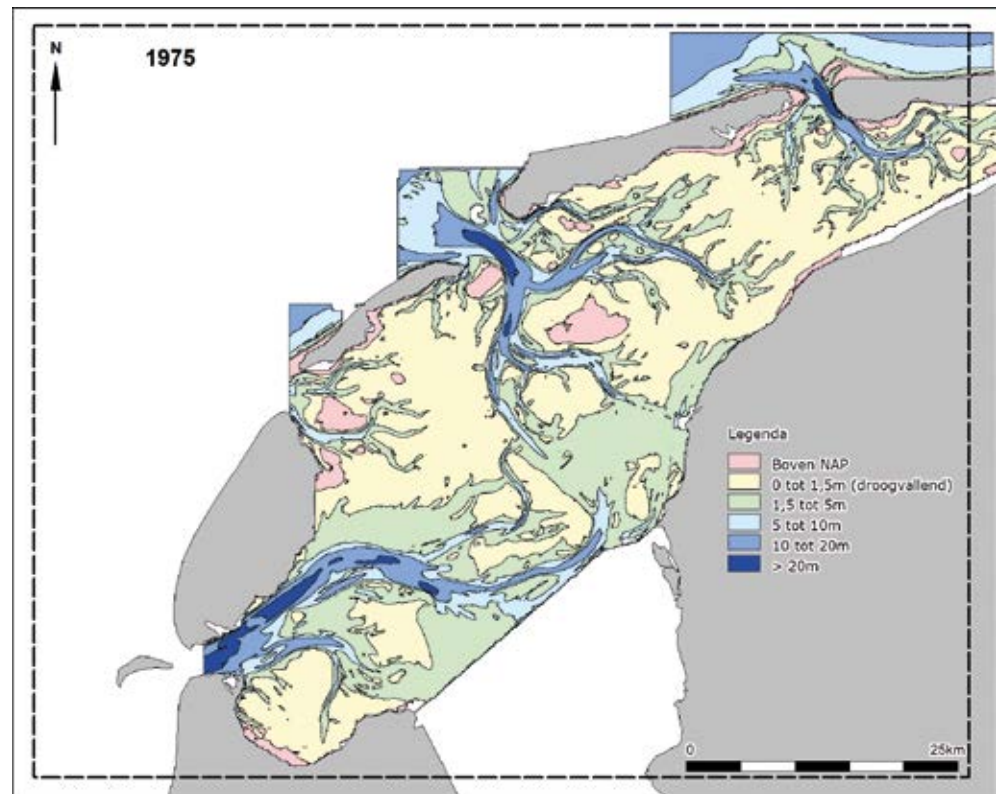 N
1975
Legenda
Boven NAP
0 tot 1,5m (droogvallend)
1,5 tot 5m
5 tot 10m
10 tot 20m
> 20m
0 25km